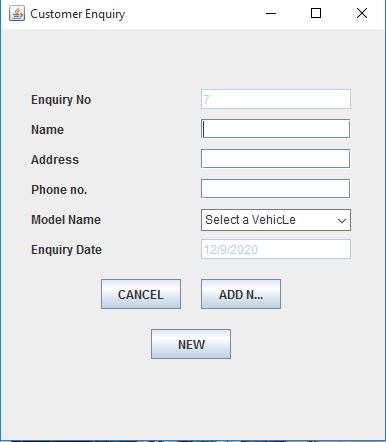 Customer Enquiry
Enquiry No 7
Name
Address
Phone no.
Model Name Select a VehicLe
Enquiry Date 12/9/2020
CANCEL ADD N...
NEW